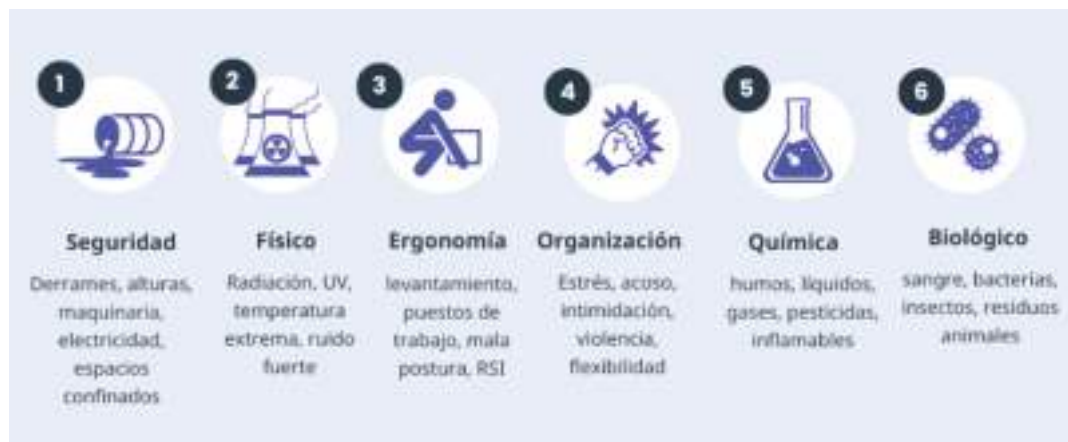 1
Seguridad
Derrames, alturas,
maquinaria,
electricidad,
espacios
confinados
2
Físico
Radiación, UV,
temperatura
extrema, ruido
fuerte
3
Ergonomía
levantamiento,
puestos de
trabajo, mala
postura, RSI
4
Organización
Estrés, acoso,
intimidación,
violencia,
flexibilidad
5
Química
humos, líquidos,
gases, pesticidas,
inflamables
6
Biológico
sangre, bacterias,
insectos, residuos
animales